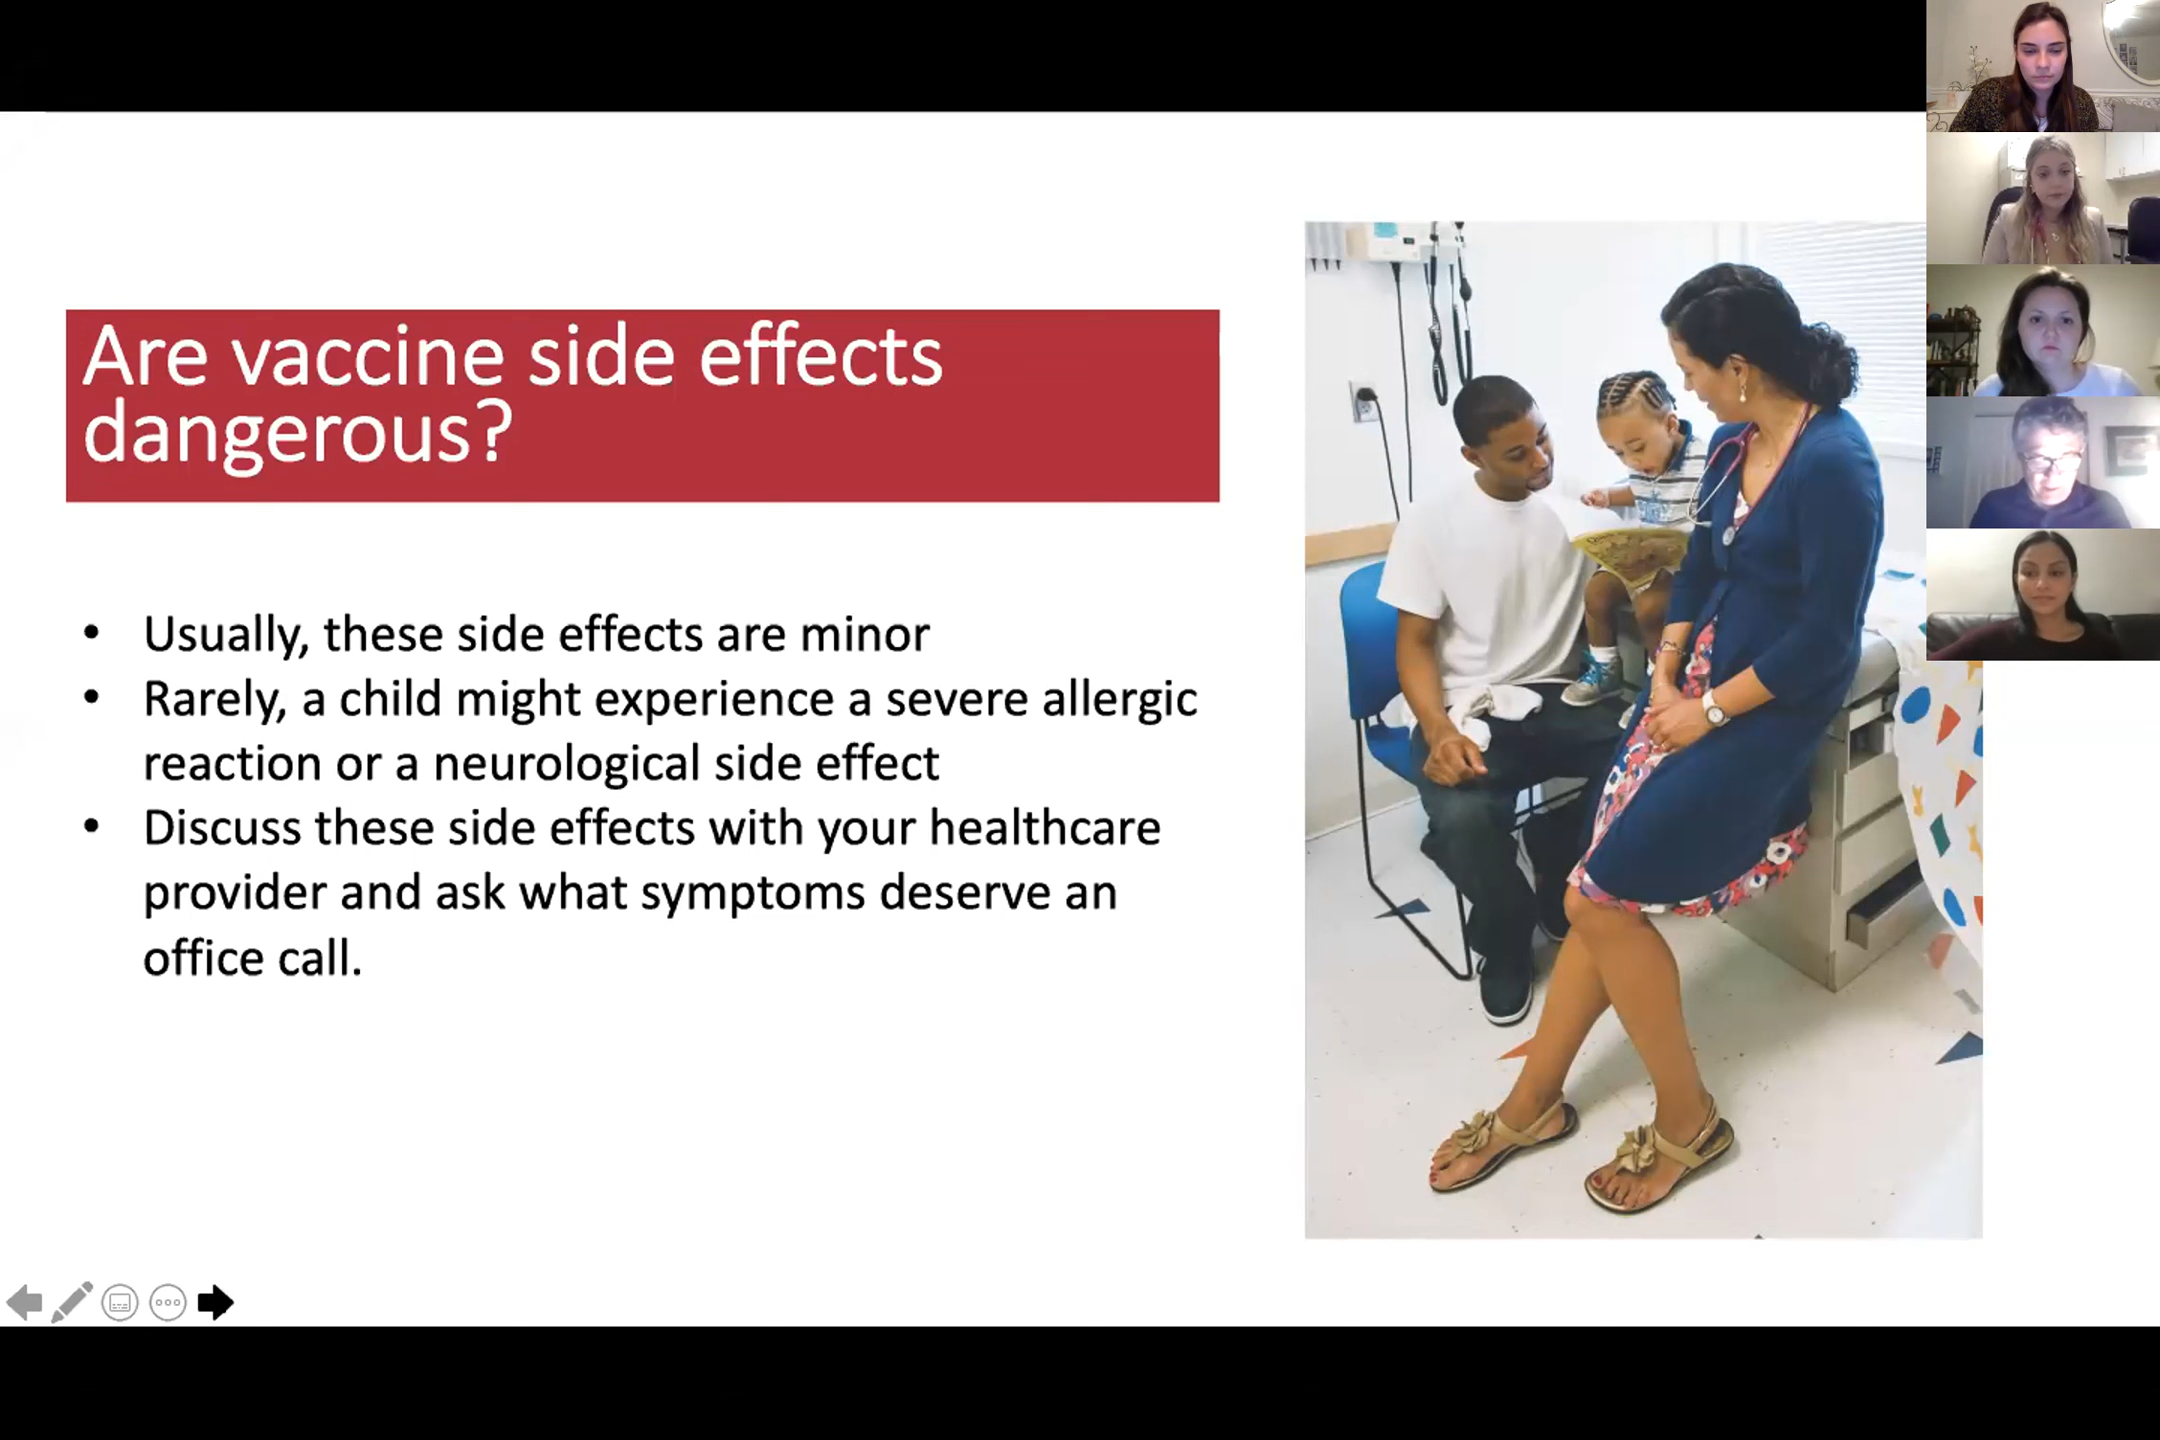 Are vaccine side effects
dangerous?
• Usually, these side effects are minor
• Rarely, a child might experience a severe allergic
reaction or a neurological side effect
• Discuss these side effects with your healthcare
provider and ask what symptoms deserve an
office call.